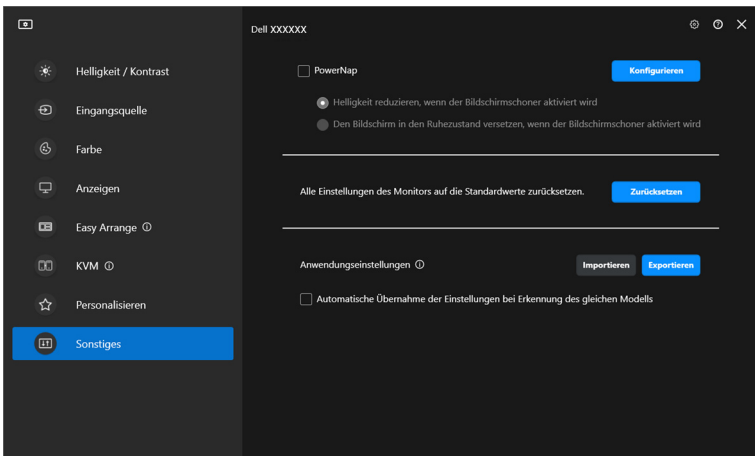 Dell XXXXXX
Helligkeit / Kontrast
Eingangsquelle
Farbe
Anzeigen
Easy Arrange
KVM
Personalisieren
Sonstiges
PowerNap
Konfigurieren
Helligkeit reduzieren, wenn der Bildschirmschoner aktiviert wird
Den Bildschirm in den Ruhezustand versetzen, wenn der Bildschirmschoner aktiviert wird
Alle Einstellungen des Monitors auf die Standardwerte zurücksetzen.
Zurücksetzen
Anwendungseinstellungen
Importieren
Exportieren
Automatische Übernahme der Einstellungen bei Erkennung des gleichen Modells